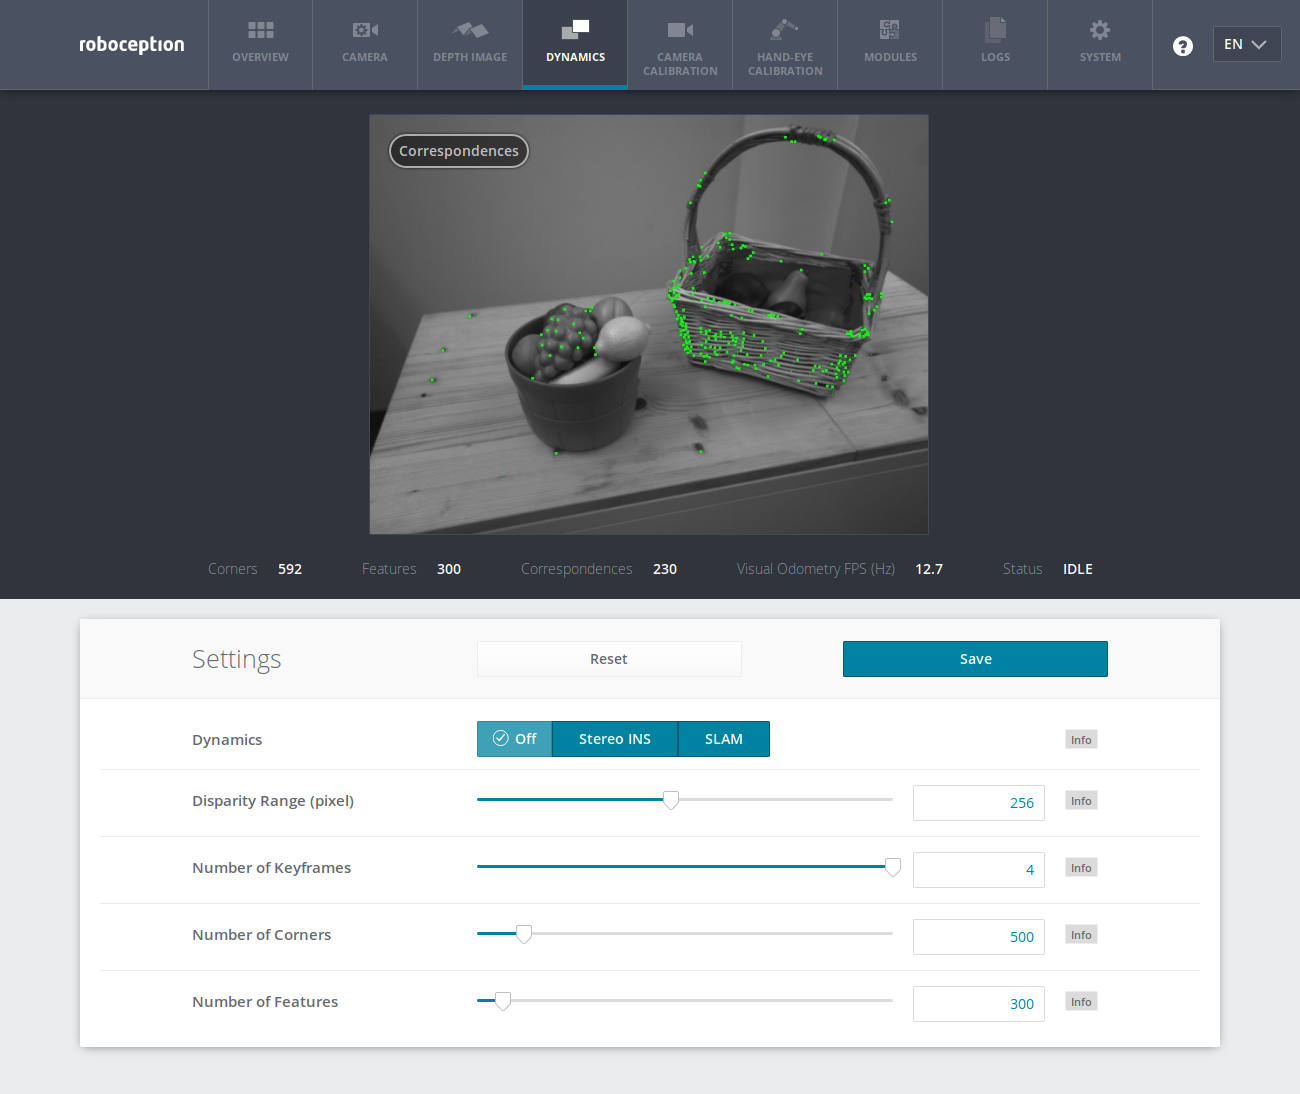 roboception
OVERVIEW
CAMERA
DEPTH IMAGE
DYNAMICS
CAMERA
CALIBRATION
HAND-EYE
CALIBRATION
MODULES
LOGS
SYSTEM
?
EN
Correspondences
Corners 592 Features 300 Correspondences 230 Visual Odometry FPS (Hz) 12.7 Status IDLE
Settings Reset Save
Dynamics Off Stereo INS SLAM Info
Disparity Range (pixel) 256 Info
Number of Keyframes 4 Info
Number of Corners 500 Info
Number of Features 300 Info